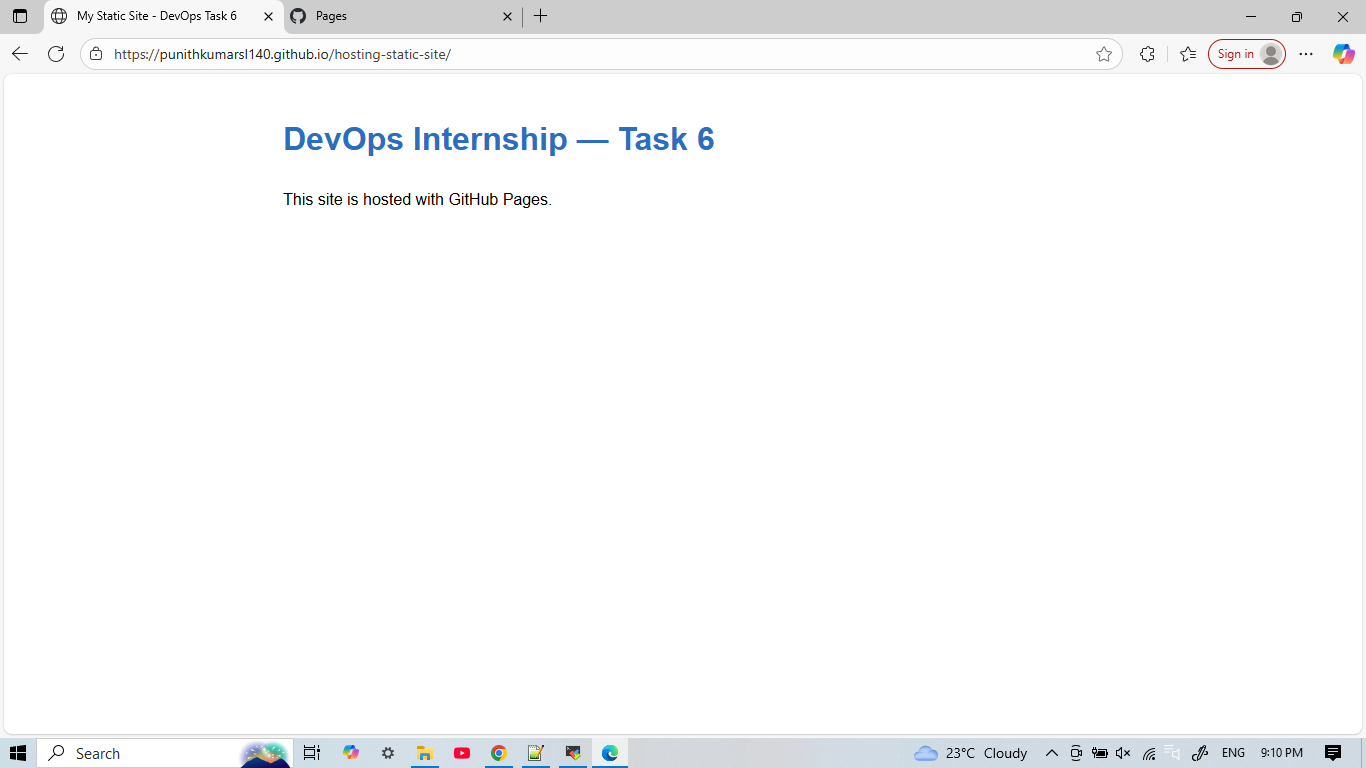 My Static Site - DevOps Task 6
Pages
https://punithkumarsl140.github.io/hosting-static-site/
Sign in
DevOps Internship — Task 6
This site is hosted with GitHub Pages.
Search
23°C Cloudy
ENG
9:10 PM